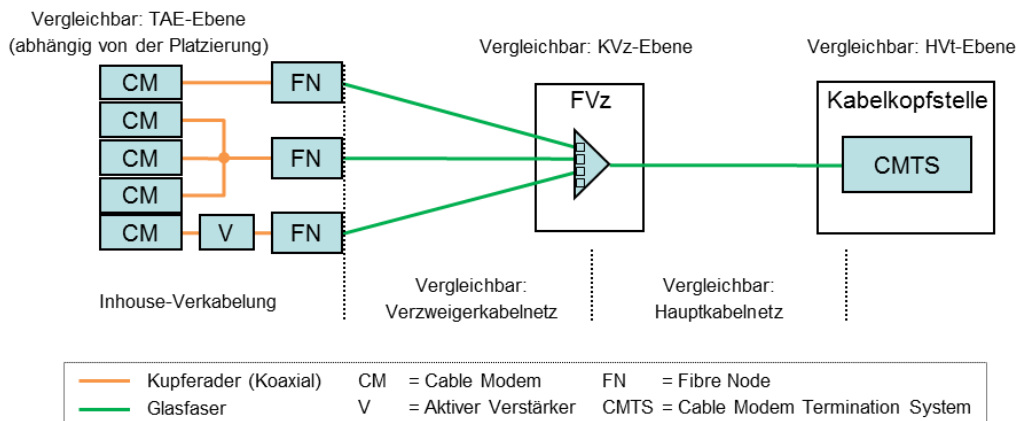 Vergleichbar: TAE-Ebene
(abhängig von der Platzierung)
Vergleichbar: KVz-Ebene
Vergleichbar: HVt-Ebene
CM
FN
CM
CM
FN
CM
CM
V
FN
FVz
Kabelkopfstelle
CMTS
Inhouse-Verkabelung
Vergleichbar:
Verzweigerkabelnetz
Vergleichbar:
Hauptkabelnetz
Kupferader (Koaxial) CM = Cable Modem FN = Fibre Node
Glasfaser V = Aktiver Verstärker CMTS = Cable Modem Termination System